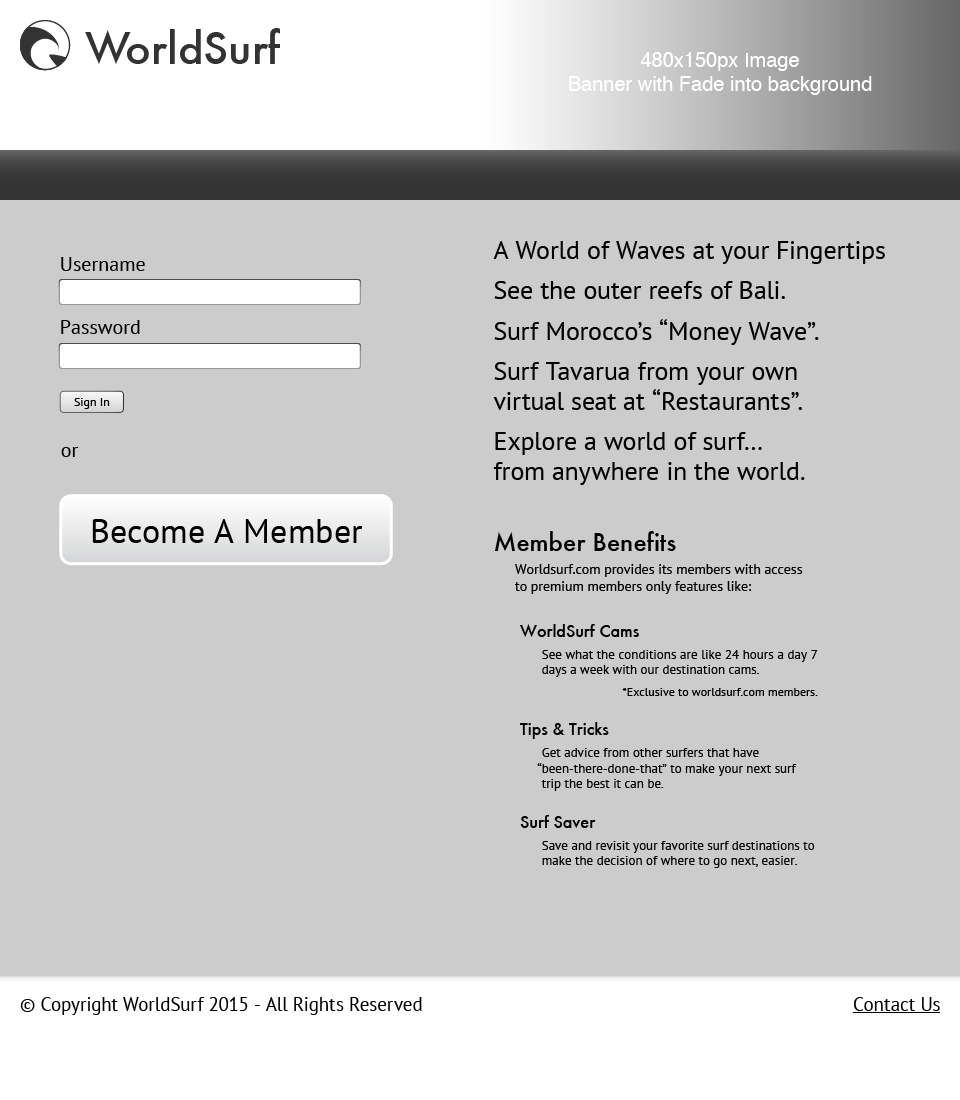 WorldSurf
480x150px Image
Banner with Fade into background
Username
Password
Sign In
or
Become A Member
A World of Waves at your Fingertips
See the outer reefs of Bali.
Surf Morocco’s “Money Wave”.
Surf Tavarua from your own
virtual seat at “Restaurants”.
Explore a world of surf...
from anywhere in the world.
Member Benefits
Worldsurf.com provides its members with access
to premium members only features like:
WorldSurf Cams
See what the conditions are like 24 hours a day 7
days a week with our destination cams.
*Exclusive to worldsurf.com members.
Tips & Tricks
Get advice from other surfers that have
“been-there-done-that” to make your next surf
trip the best it can be.
Surf Saver
Save and revisit your favorite surf destinations to
make the decision of where to go next, easier.
© Copyright WorldSurf 2015 - All Rights Reserved
Contact Us